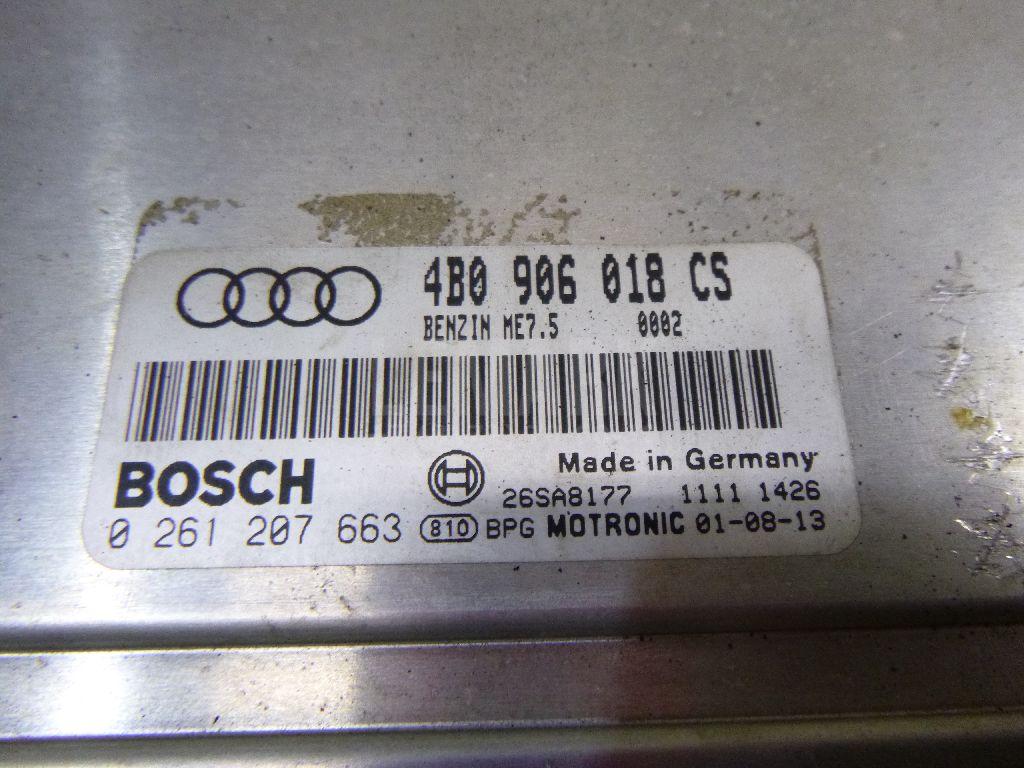 4B0 906 018 CS
BENZIN ME7.5 0002
BOSCH
Made in Germany
26SA8177 1111 1426
0 261 207 663 810 BPG MOTRONIC 01-08-13